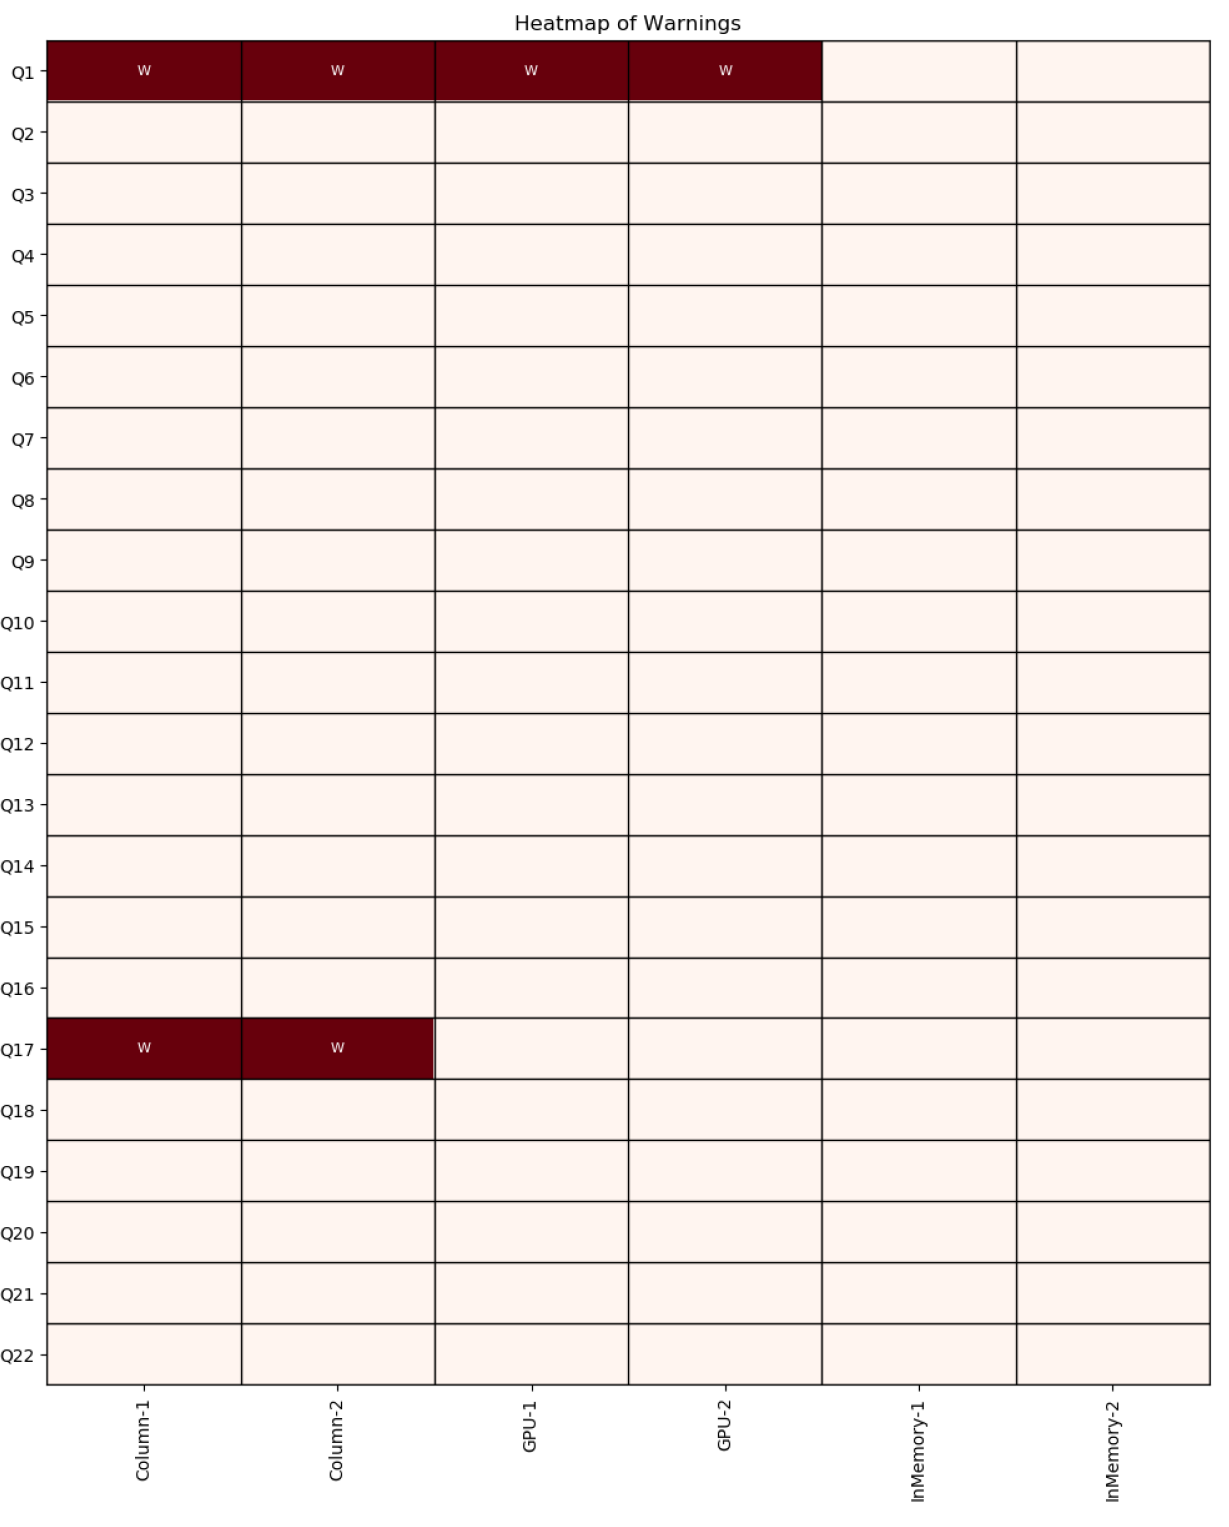 Heatmap of Warnings
Q1 W W W W
Q2
Q3
Q4
Q5
Q6
Q7
Q8
Q9
Q10
Q11
Q12
Q13
Q14
Q15
Q16
Q17 W W
Q18
Q19
Q20
Q21
Q22
Column-1
Column-2
GPU-1
GPU-2
InMemory-1
InMemory-2